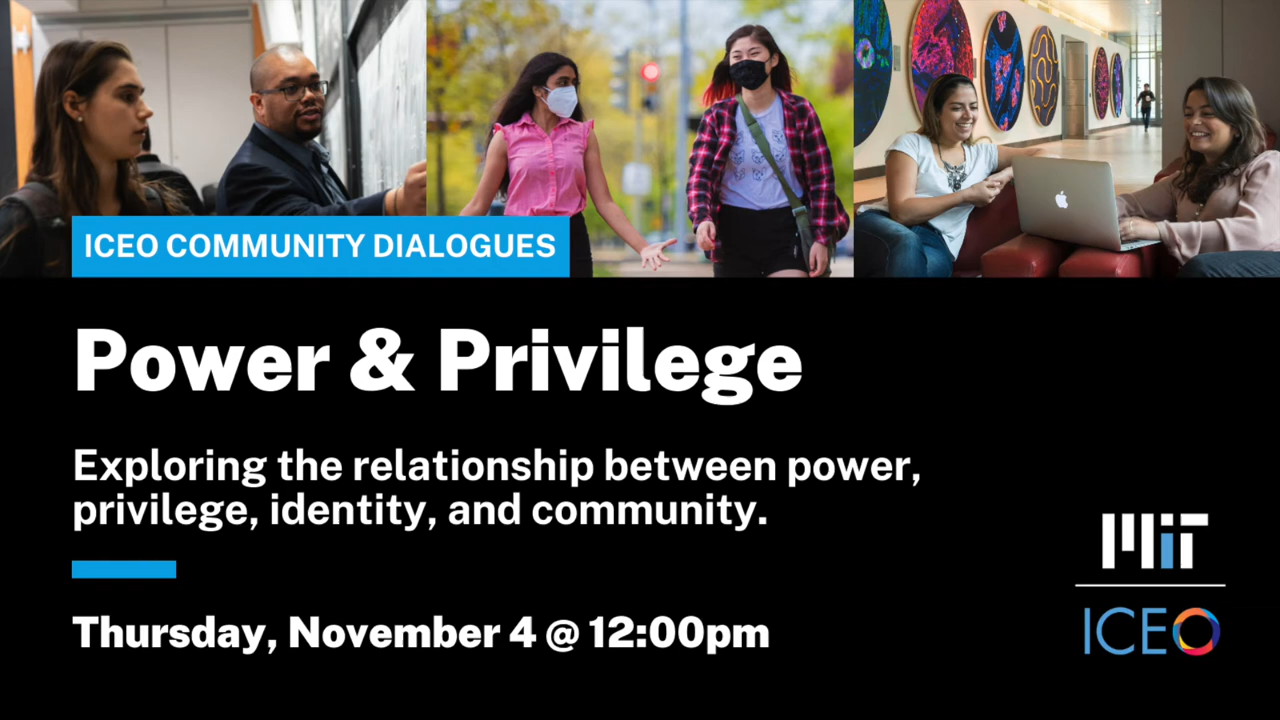 ICEO COMMUNITY DIALOGUES
Power & Privilege
Exploring the relationship between power,
privilege, identity, and community.
Thursday, November 4 @ 12:00pm
MiT
ICEO